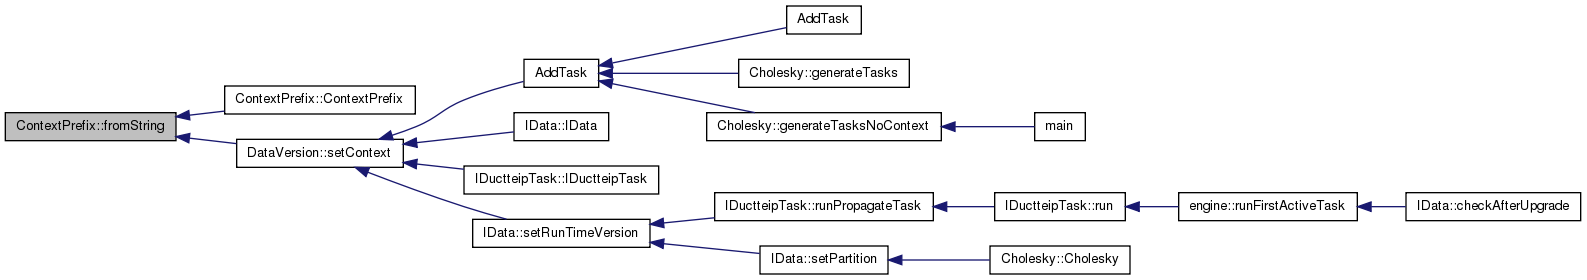 AddTask
AddTask
Cholesky::generateTasks
ContextPrefix::ContextPrefix
ContextPrefix::fromString
IData::IData
Cholesky::generateTasksNoContext
main
DataVersion::setContext
IDuctteipTask::IDuctteipTask
IDuctteipTask::runPropagateTask
IDuctteipTask::run
engine::runFirstActiveTask
IData::checkAfterUpgrade
IData::setRunTimeVersion
IData::setPartition
Cholesky::Cholesky